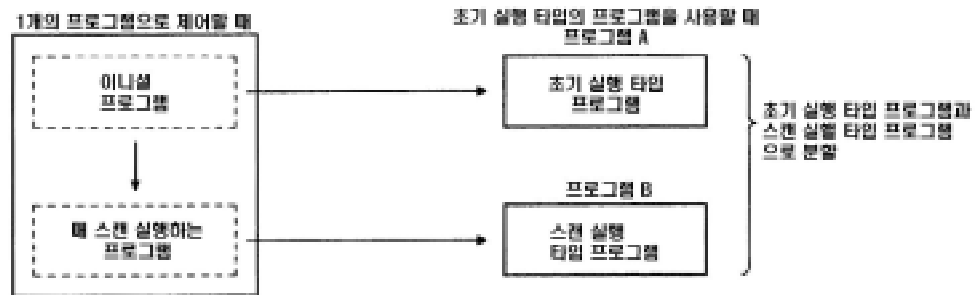 1개의 프로그램으로 제어할 때
이니셜
프로그램
매 스캔 실행하는
프로그램
초기 실행 타입의 프로그램을 사용할 때
프로그램 A
초기 실행 타입
프로그램
프로그램 B
스캔 실행
타입 프로그램
초기 실행 타입 프로그램과
스캔 실행 타입 프로그램
으로 분할